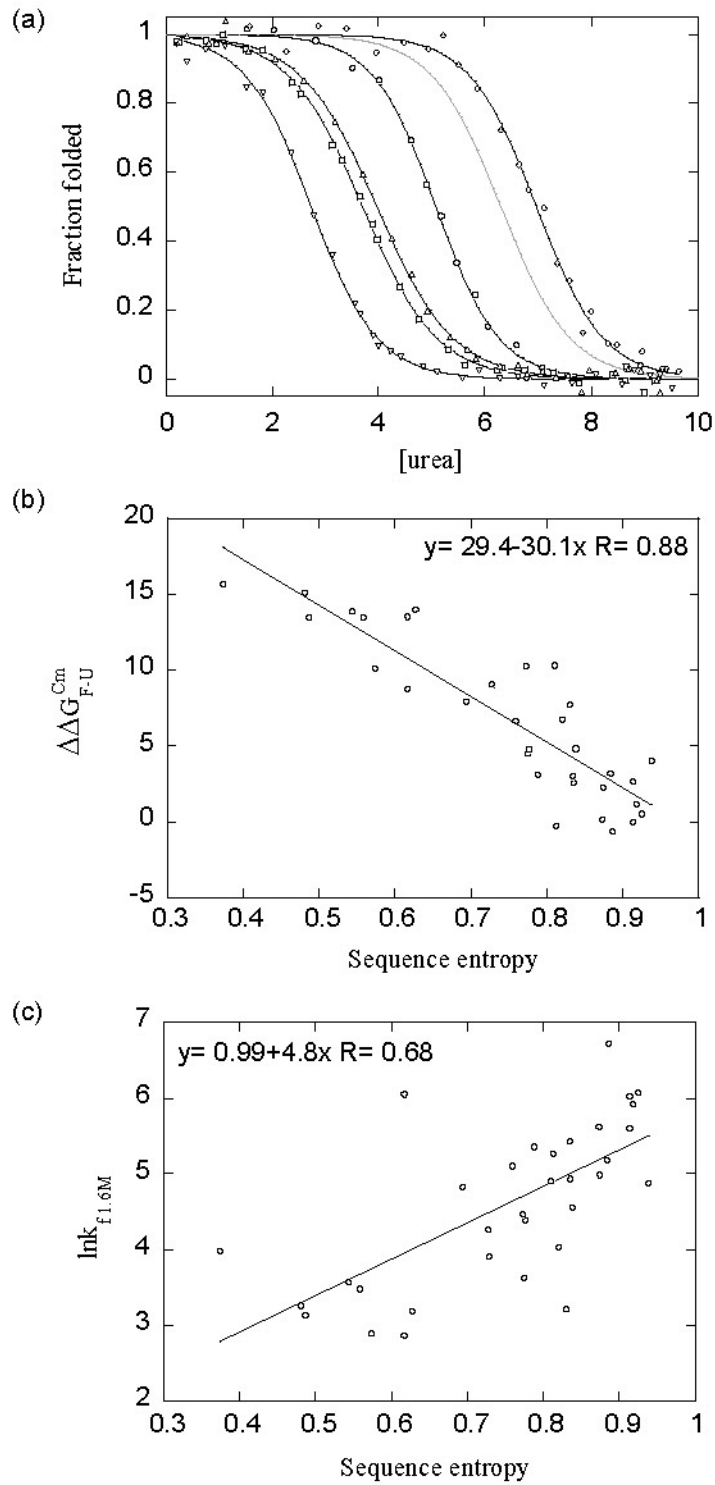 (a)
1
0.8
0.6
0.4
0.2
0
Fraction folded
0 2 4 6 8 10
[urea]
(b)
20
15
10
5
0
-5
y= 29.4-30.1x R= 0.88
ΔΔG F-U Cm
0.3 0.4 0.5 0.6 0.7 0.8 0.9 1
Sequence entropy
(c)
7
6
5
4
3
2
y= 0.99+4.8x R= 0.68
lnk f1.6M
0.3 0.4 0.5 0.6 0.7 0.8 0.9 1
Sequence entropy